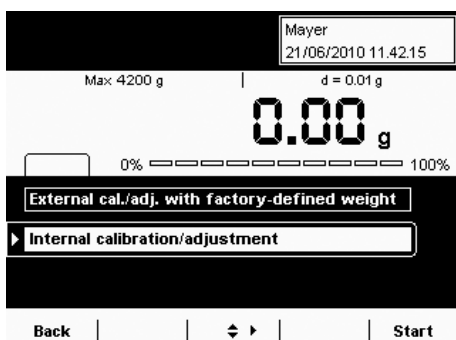 Mayer
21/06/2010 11.42.15
Max 4200 g | d = 0.01 g
0.00 g
0% 100%
External cal./adj. with factory-defined weight
Internal calibration/adjustment
Back Start